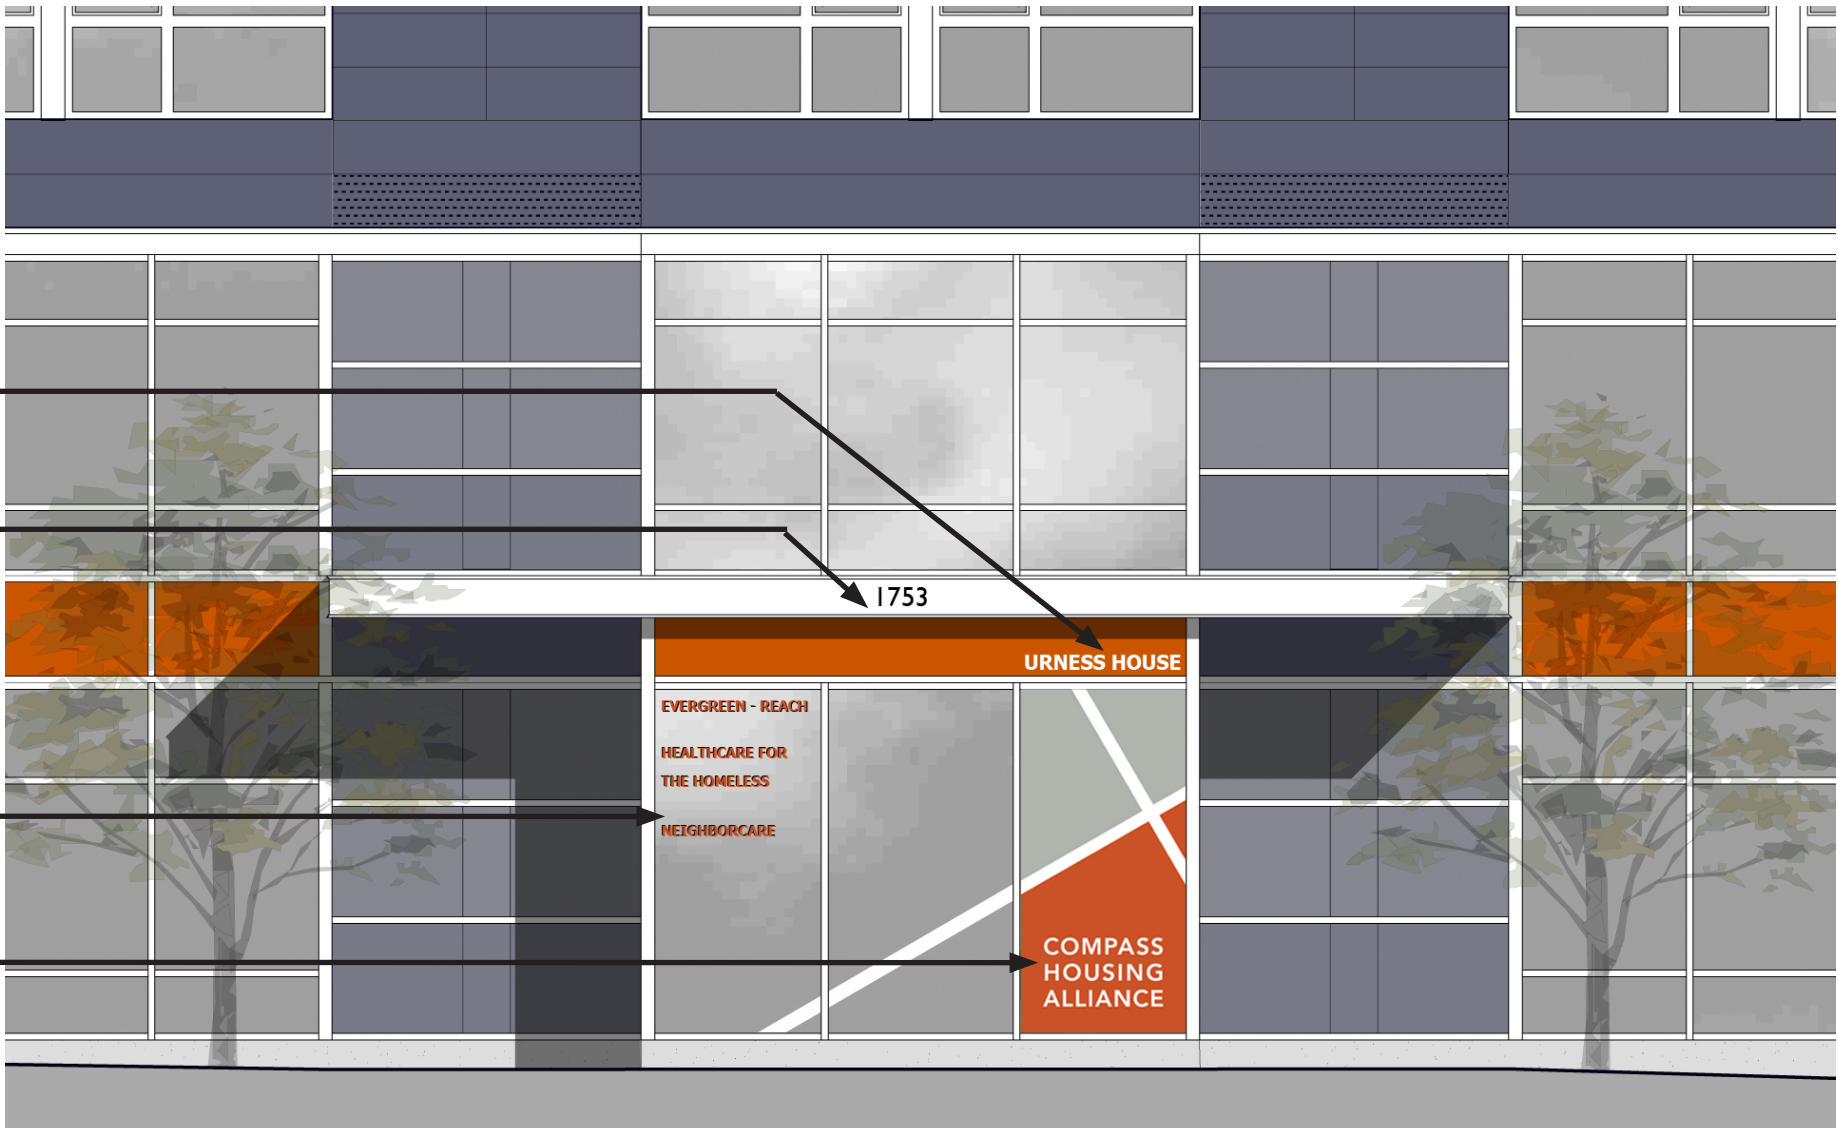 1753
URNESS HOUSE
EVERGREEN - REACH
HEALTHCARE FOR
THE HOMELESS
NEIGHBORCARE
COMPASS
HOUSING
ALLIANCE